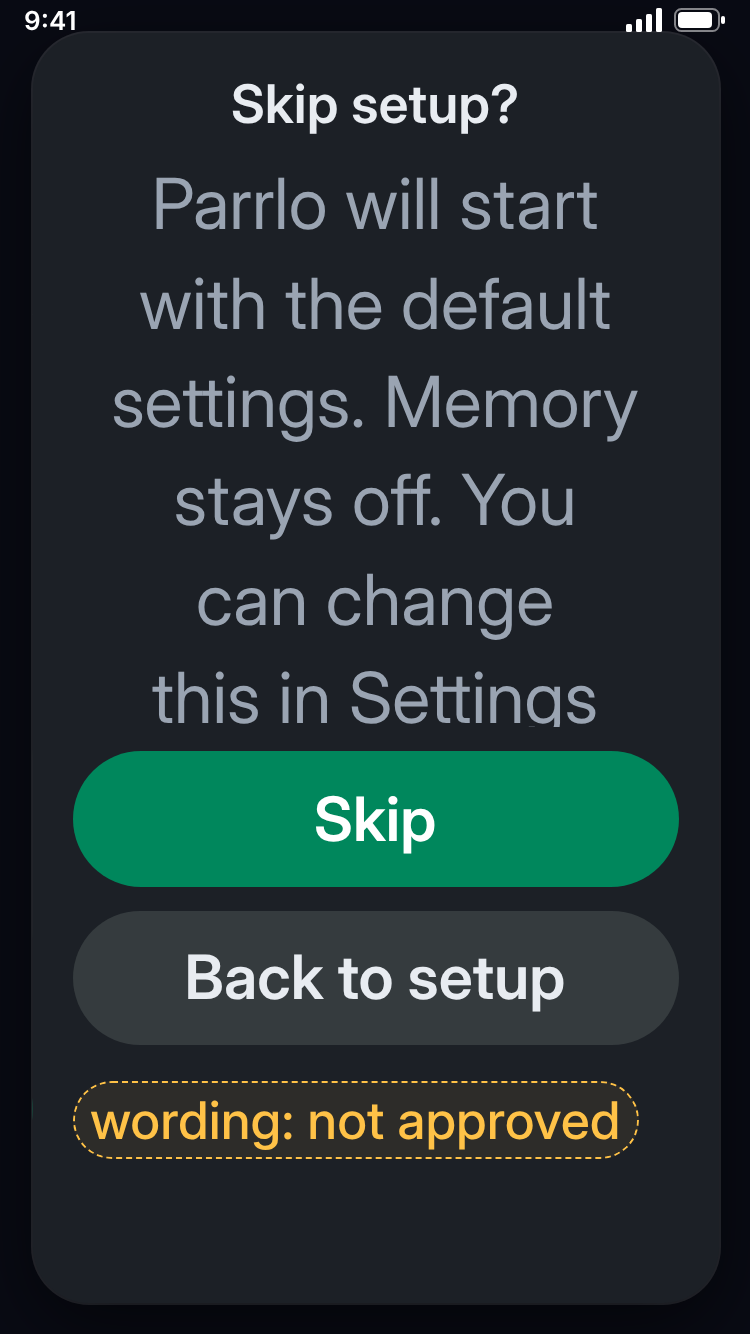 9:41
Skip setup?
Parrlo will start
with the default
settings. Memory
stays off. You
can change
this in Settings
Skip
Back to setup
wording: not approved